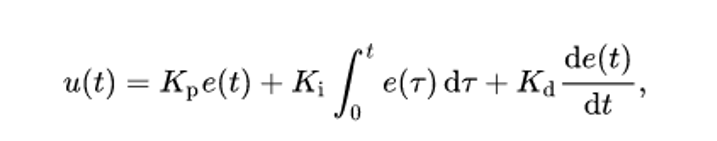 u(t) = K_p e(t) + K_i ∫_0^t e(τ) dτ + K_d de(t)/dt,